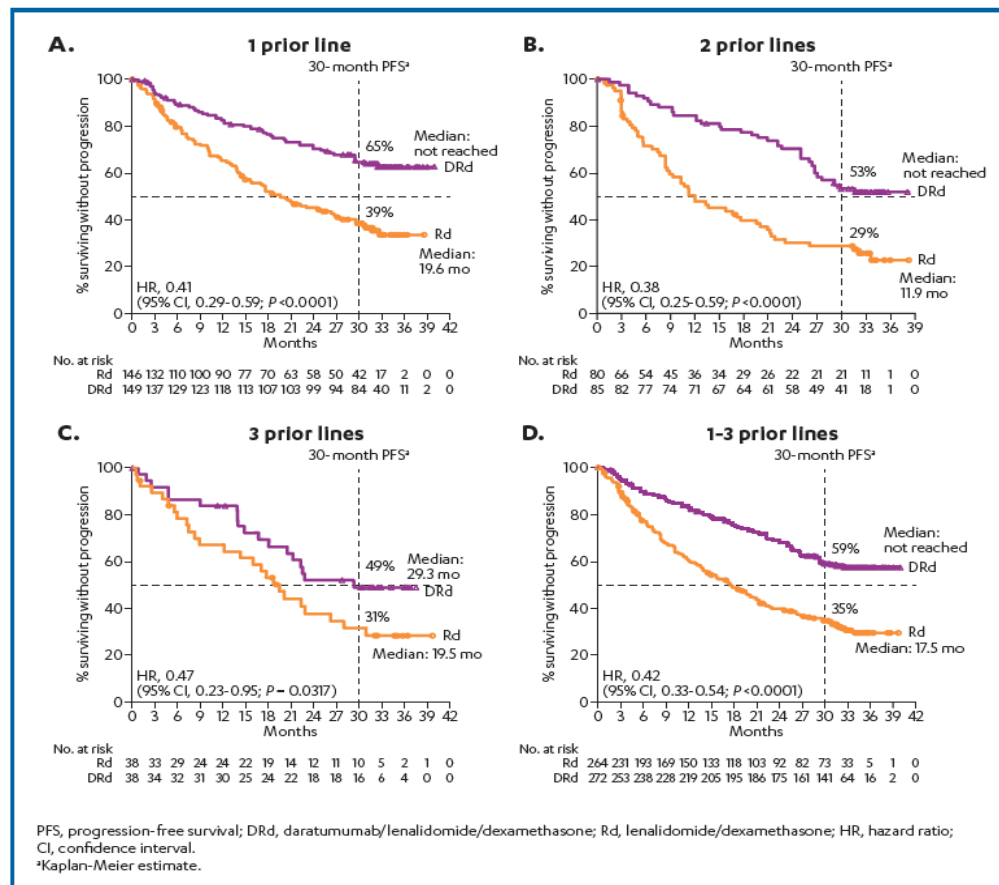 A. 1 prior line
30-month PFSª
% surviving without progression
100
80
60
40
20
0
65%
Median:
not reached
DRd
39%
Rd
Median:
19.6 mo
HR, 0.41
(95% CI, 0.29-0.59; P<0.0001)
0 3 6 9 12 15 18 21 24 27 30 33 36 39 42
Months
No. at risk
Rd 146 132 110 100 90 77 70 63 58 50 42 17 2 0 0
DRd 149 137 129 123 118 113 107 103 99 94 84 40 11 2 0
B. 2 prior lines
30-month PFSª
% surviving without progression
100
80
60
40
20
0
53%
Median:
not reached
DRd
29%
Rd
Median:
11.9 mo
HR, 0.38
(95% CI, 0.25-0.59; P<0.0001)
0 3 6 9 12 15 18 21 24 27 30 33 36 39
Months
No. at risk
Rd 80 66 54 45 36 34 29 26 22 21 21 11 1 0
DRd 85 82 77 74 71 67 64 61 58 49 41 18 1 0
C. 3 prior lines
30-month PFSª
% surviving without progression
100
80
60
40
20
0
49%
Median:
29.3 mo
DRd
31%
Rd
Median: 19.5 mo
HR, 0.47
(95% CI, 0.23-0.95; P = 0.0317)
0 3 6 9 12 15 18 21 24 27 30 33 36 39 42
Months
No. at risk
Rd 38 33 29 24 24 22 19 14 12 11 10 5 2 1 0
DRd 38 34 32 31 30 25 24 22 18 18 16 6 4 0 0
D. 1-3 prior lines
30-month PFSª
% surviving without progression
100
80
60
40
20
0
59%
Median:
not reached
DRd
35%
Rd
Median: 17.5 mo
HR, 0.42
(95% CI, 0.33-0.54; P<0.0001)
0 3 6 9 12 15 18 21 24 27 30 33 36 39 42
Months
No. at risk
Rd 264 231 193 169 150 133 118 103 92 82 73 33 5 1 0
DRd 272 253 238 228 219 205 195 186 175 161 141 64 16 2 0
PFS, progression-free survival; DRd, daratumumab/lenalidomide/dexamethasone; Rd, lenalidomide/dexamethasone; HR, hazard ratio;
CI, confidence interval.
ªKaplan-Meier estimate.